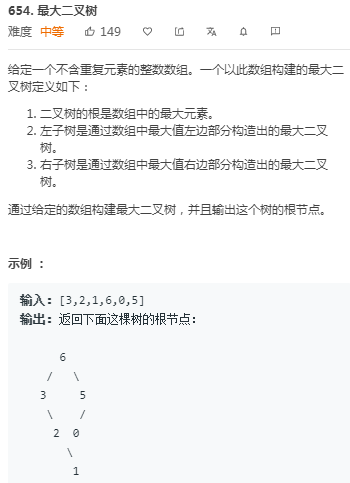 654. 最大二叉树
难度 中等 149
给定一个不含重复元素的整数数组。一个以此数组构建的最大二
叉树定义如下：
1. 二叉树的根是数组中的最大元素。
2. 左子树是通过数组中最大值左边部分构造出的最大二叉
树。
3. 右子树是通过数组中最大值右边部分构造出的最大二叉
树。
通过给定的数组构建最大二叉树，并且输出这个树的根节点。
示例 ：
输入：[3,2,1,6,0,5]
输出：返回下面这棵树的根节点：
6
/ \
3 5
\ /
2 0
\
1